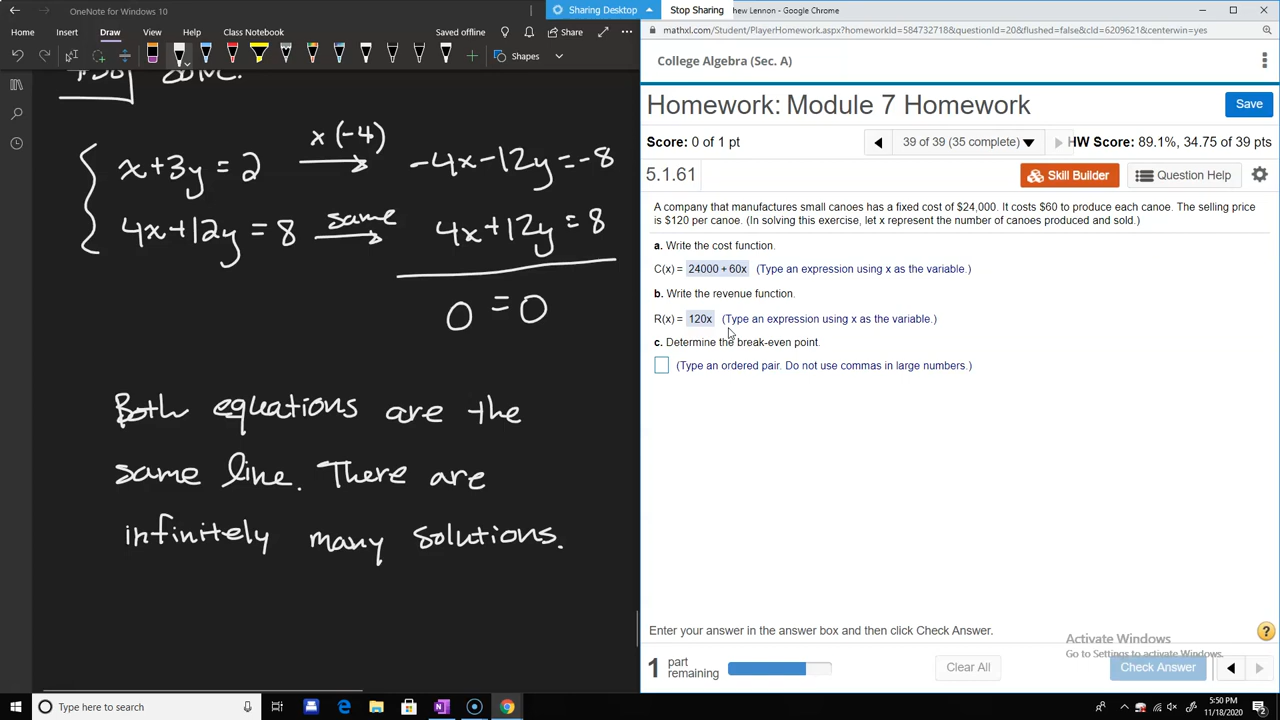 OneNote for Windows 10
Sharing Desktop
Stop Sharing
hew Lennon - Google Chrome
Home Insert Draw View Help Class Notebook Saved offline
Share
mathxl.com/Student/PlayerHomework.aspx?homeworkId=584732718&questionId=20&flushed=false&cId=6209621&centerwin=yes
Shapes
College Algebra (Sec. A)
solve.
x(-4)
x+3y=2
-4x-12y=-8
4x+12y=8
same
4x+12y=8
0=0
Both equations are the
same line. There are
infinitely many solutions.
Homework: Module 7 Homework
Save
Score: 0 of 1 pt
39 of 39 (35 complete)
HW Score: 89.1%, 34.75 of 39 pts
5.1.61
Skill Builder
Question Help
A company that manufactures small canoes has a fixed cost of $24,000. It costs $60 to produce each canoe. The selling price
is $120 per canoe. (In solving this exercise, let x represent the number of canoes produced and sold.)
a. Write the cost function.
C(x) = 24000 + 60x (Type an expression using x as the variable.)
b. Write the revenue function.
R(x) = 120x (Type an expression using x as the variable.)
c. Determine the break-even point.
(Type an ordered pair. Do not use commas in large numbers.)
Enter your answer in the answer box and then click Check Answer.
?
Activate Windows
Go to Settings to activate Windows.
1 part
remaining
Clear All
Check Answer
Type here to search
5:50 PM
11/18/2020
2